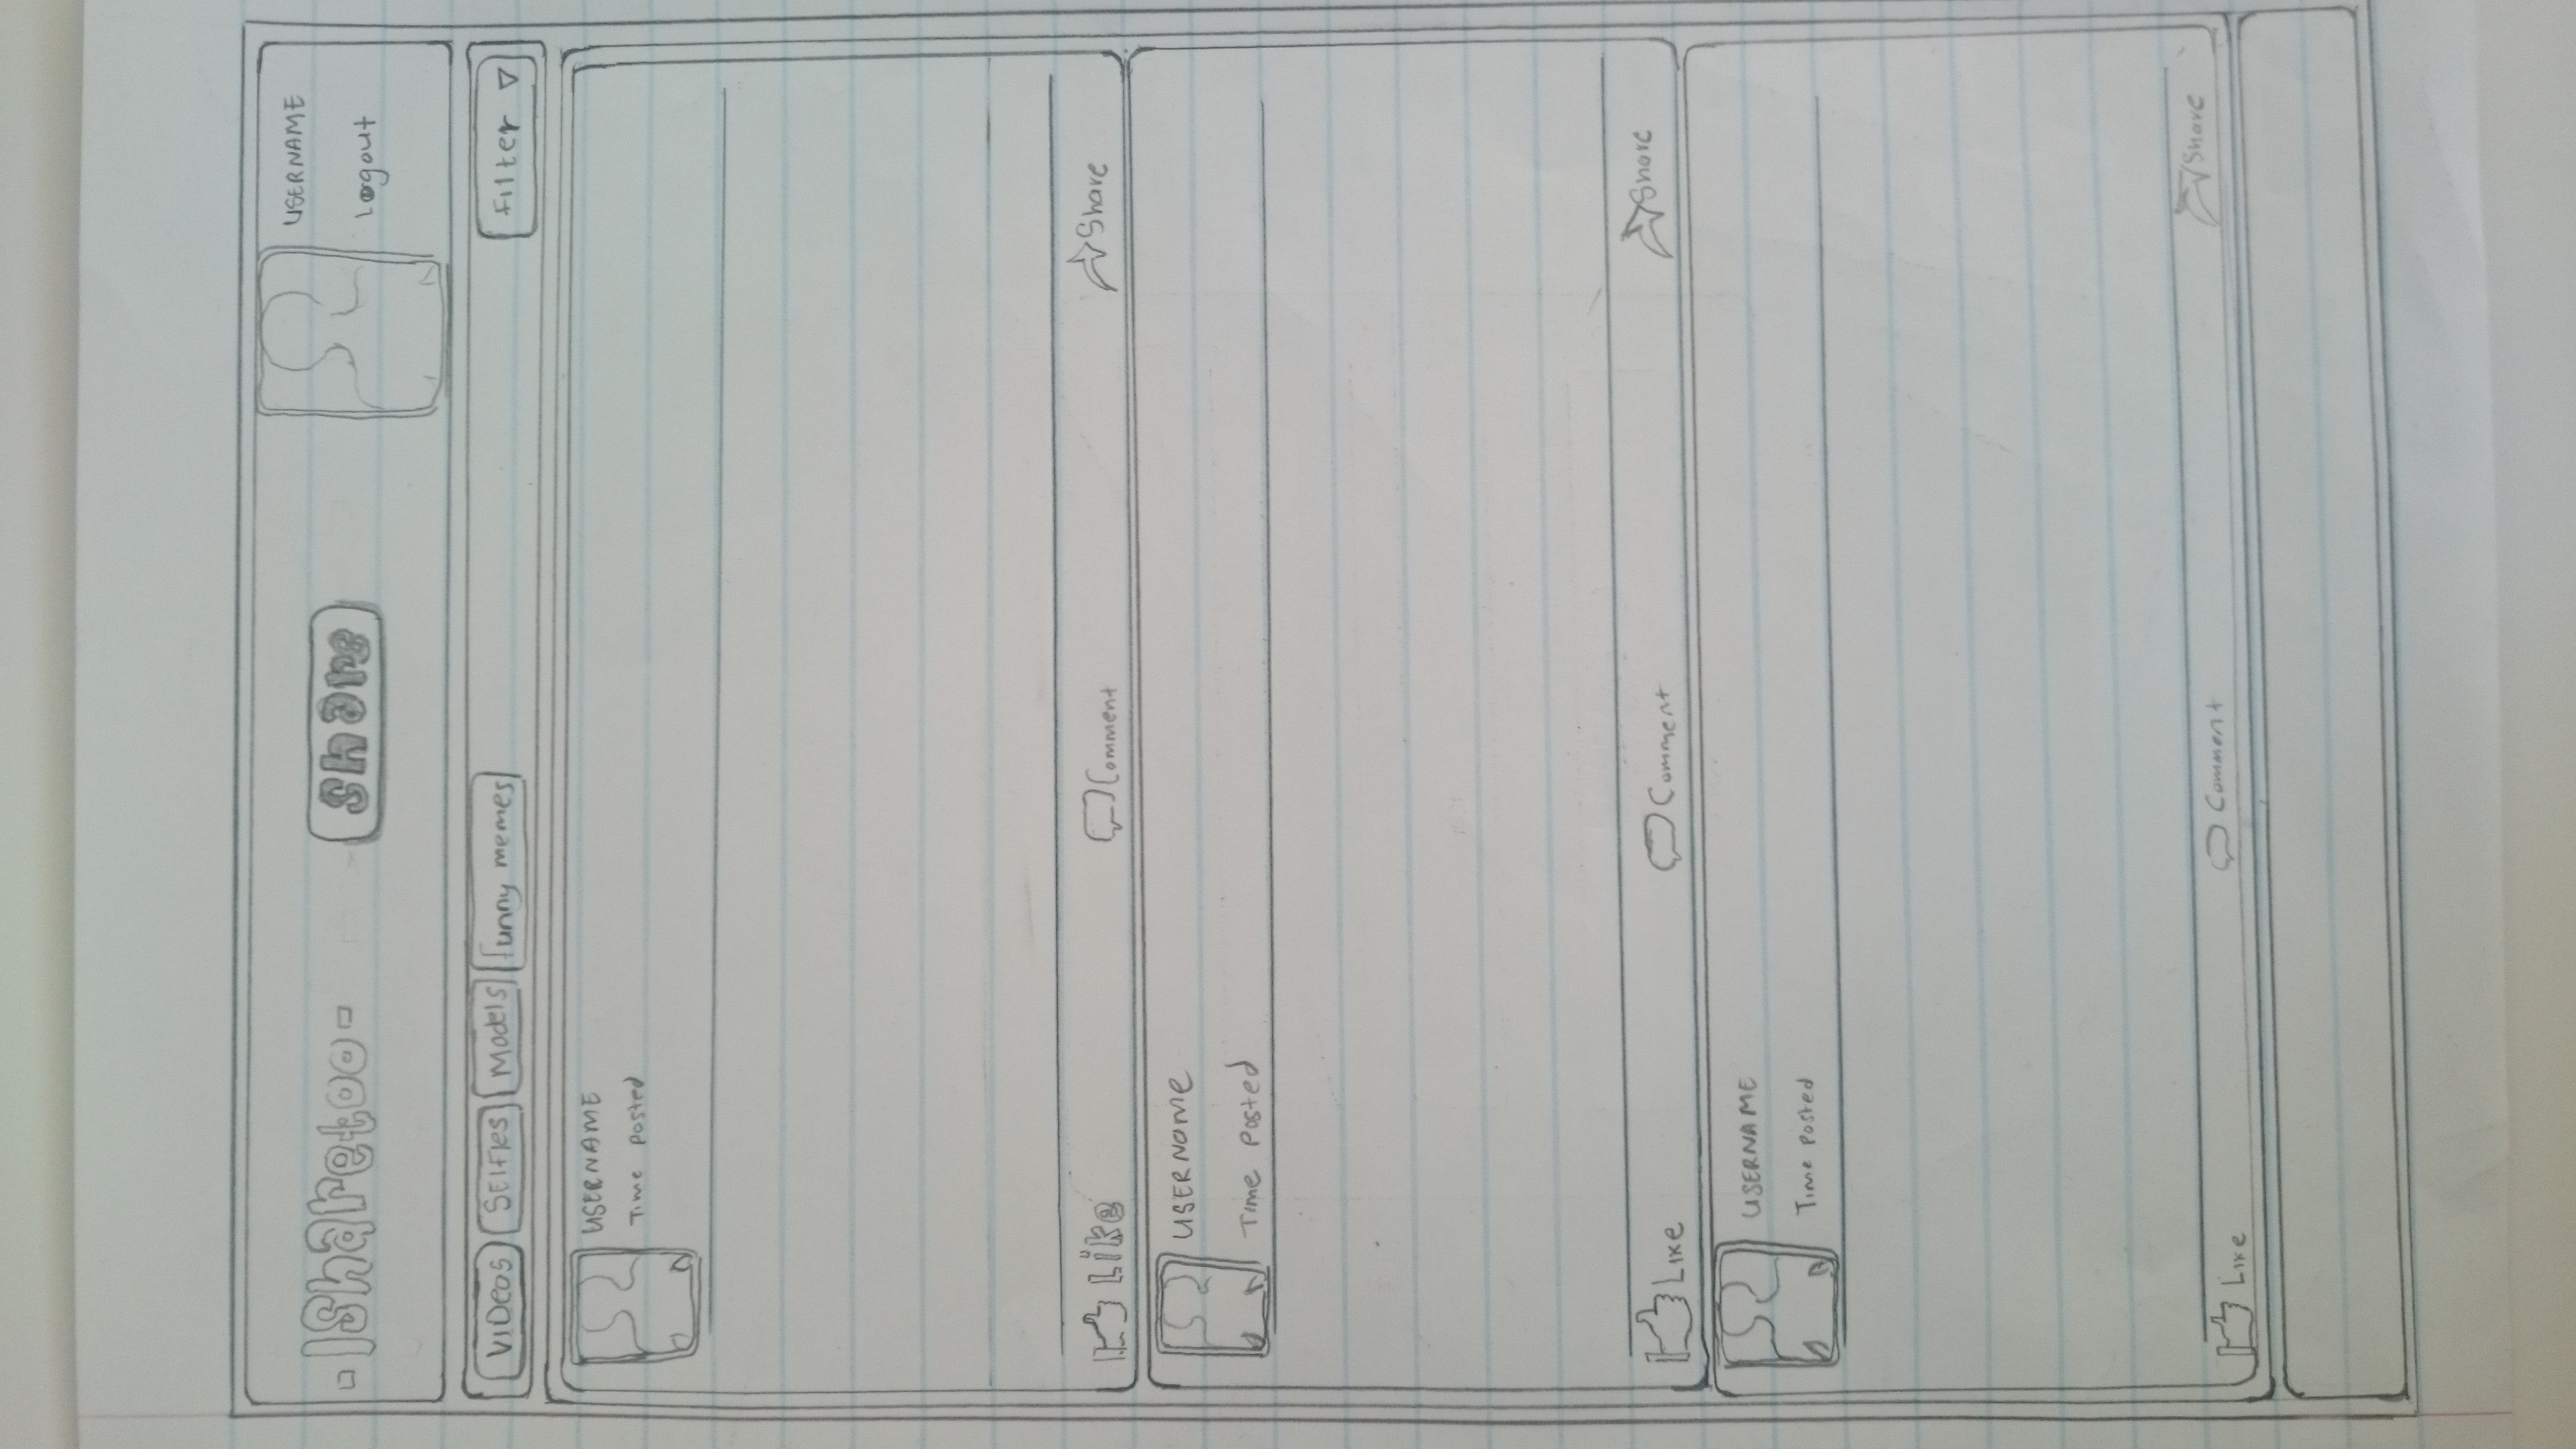 -ISharetoo-
Share
USERNAME
Logout
VIDeos SElfies Models funny memes Filter
USERNAME
Time Posted
Like Comment Share
USERNAMe
Time Posted
Like Comment Share
USERNAME
Time Posted
Like Comment Share